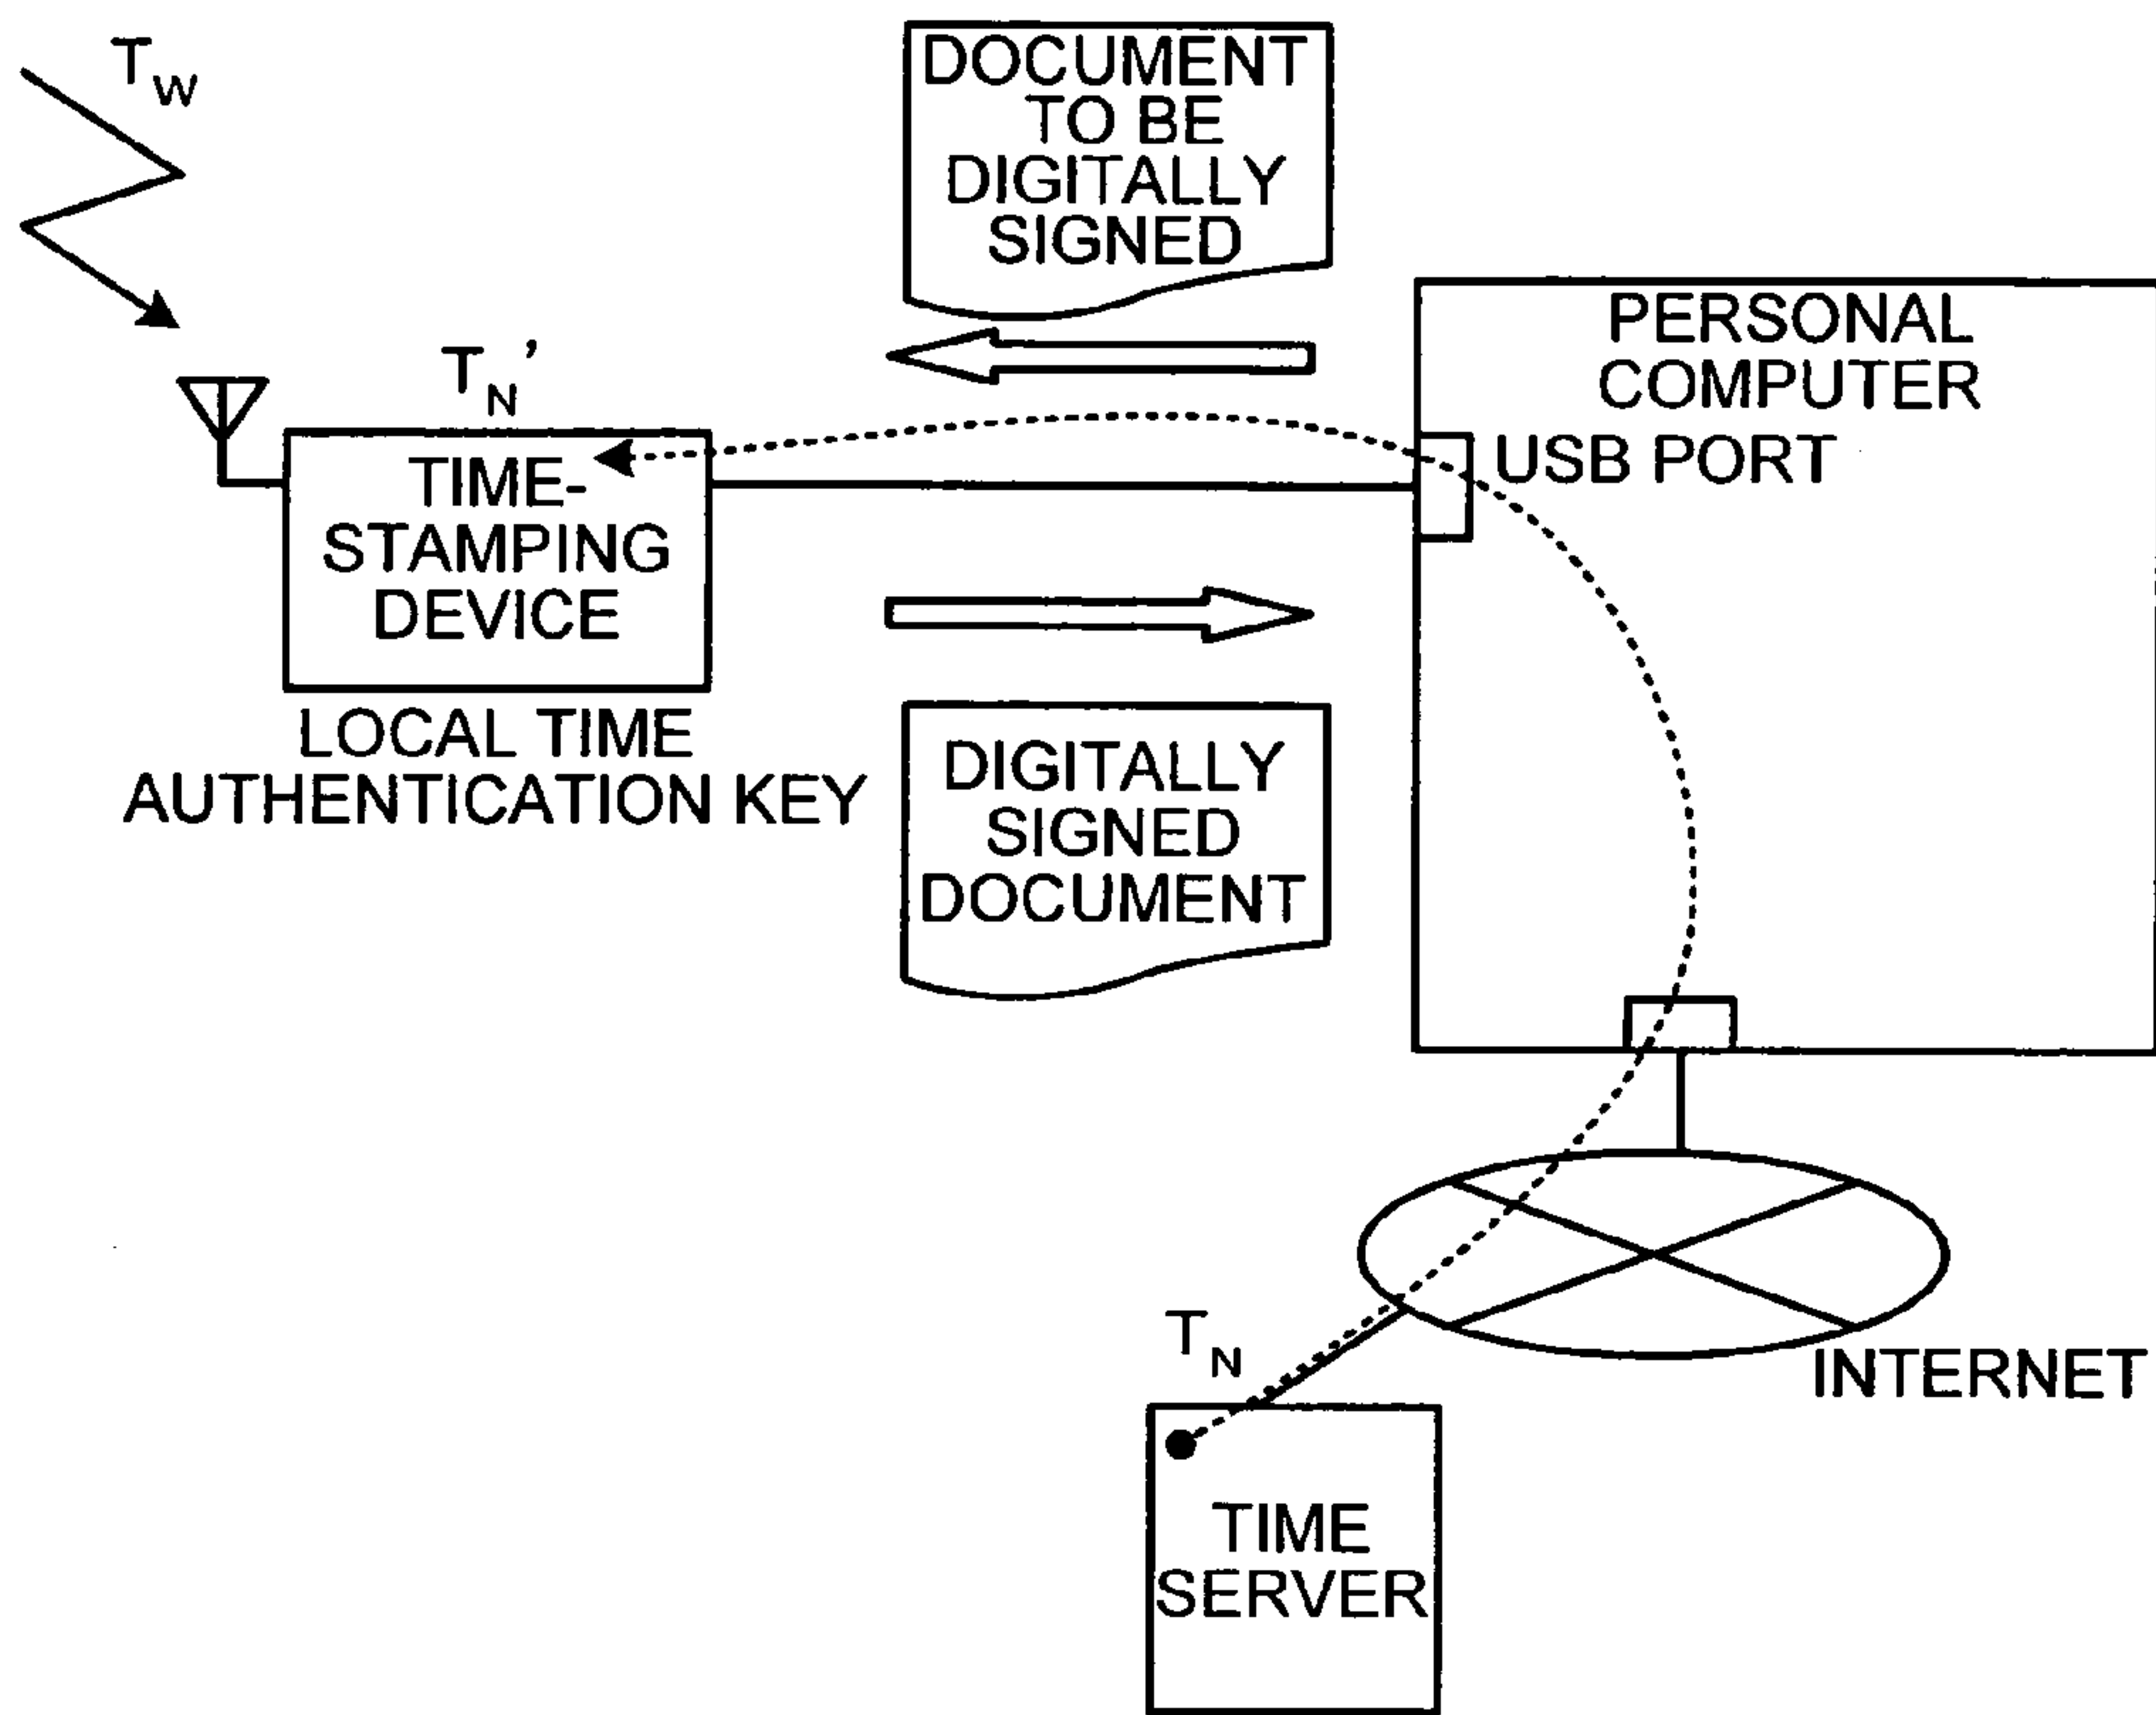 T_W
DOCUMENT
TO BE
DIGITALLY
SIGNED
PERSONAL
COMPUTER
USB PORT
T_N'
TIME-
STAMPING
DEVICE
LOCAL TIME
AUTHENTICATION KEY
DIGITALLY
SIGNED
DOCUMENT
T_N
INTERNET
TIME
SERVER